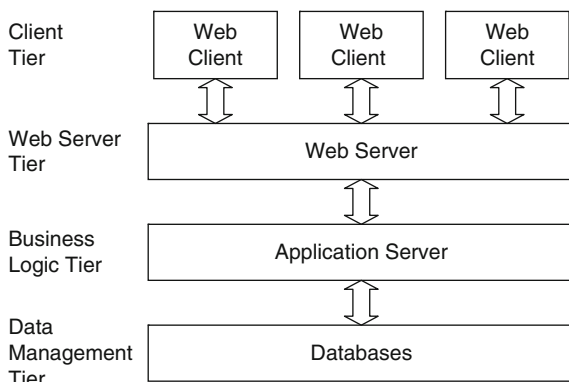 Client
Tier
Web
Client
Web
Client
Web
Client
Web Server
Tier
Web Server
Business
Logic Tier
Application Server
Data
Management
Tier
Databases